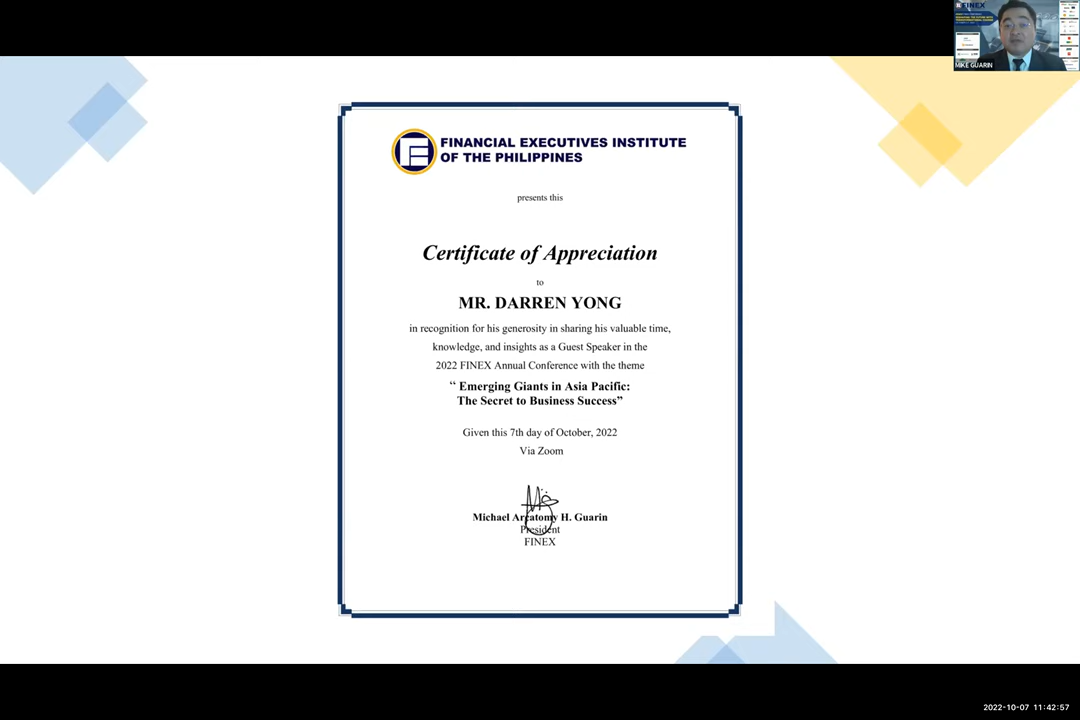 FINEX
MIKE GUARIN
FINANCIAL EXECUTIVES INSTITUTE
OF THE PHILIPPINES
presents this
Certificate of Appreciation
to
MR. DARREN YONG
in recognition for his generosity in sharing his valuable time,
knowledge, and insights as a Guest Speaker in the
2022 FINEX Annual Conference with the theme
“ Emerging Giants in Asia Pacific:
The Secret to Business Success”
Given this 7th day of October, 2022
Via Zoom
Michael Arcatomy H. Guarin
President
FINEX
2022-10-07 11:42:57